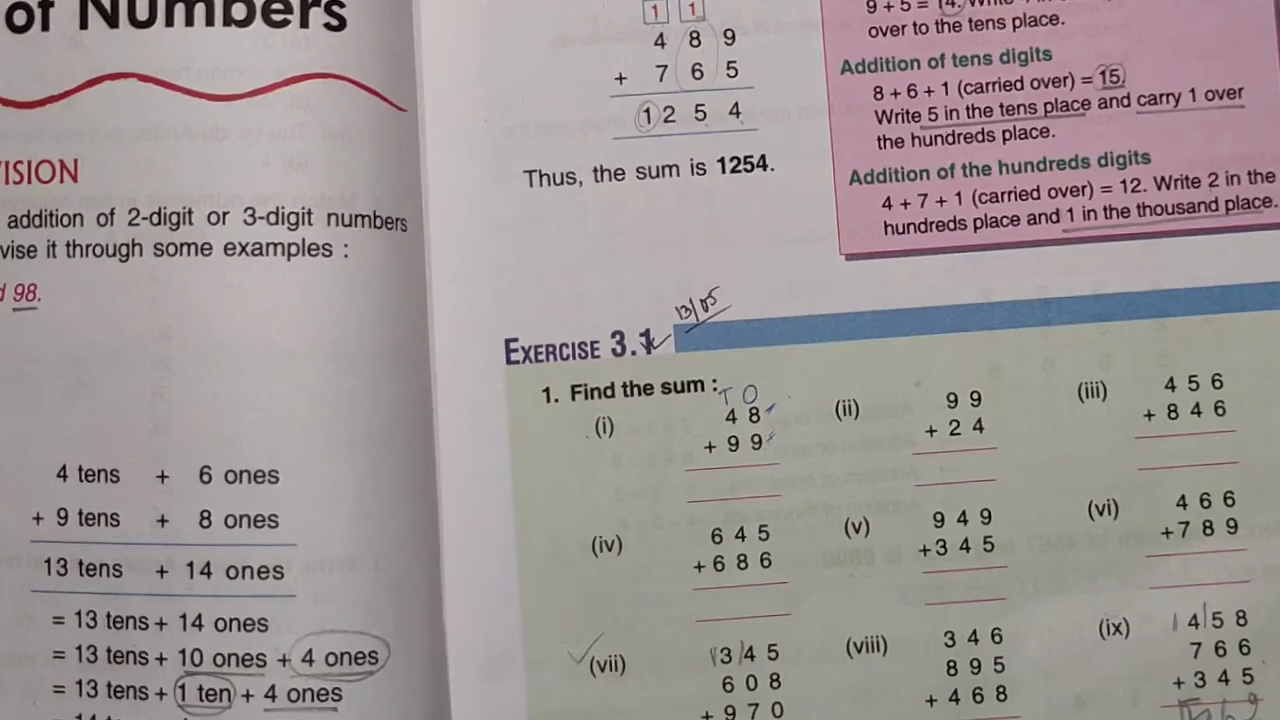 of Numbers
ISION
addition of 2-digit or 3-digit numbers
vise it through some examples :
98.
4 tens + 6 ones
+ 9 tens + 8 ones
13 tens + 14 ones
= 13 tens + 14 ones
= 13 tens + 10 ones + 4 ones
= 13 tens + 1 ten + 4 ones
1 1
4 8 9
+ 7 6 5
1 2 5 4
Thus, the sum is 1254.
9 + 5 = 14.
over to the tens place.
Addition of tens digits
8 + 6 + 1 (carried over) = 15.
Write 5 in the tens place and carry 1 over
the hundreds place.
Addition of the hundreds digits
4 + 7 + 1 (carried over) = 12. Write 2 in the
hundreds place and 1 in the thousand place.
13/05
EXERCISE 3.1
1. Find the sum :
T O
(i) 4 8 (ii) 9 9 (iii) 4 5 6
+ 9 9 + 2 4 + 8 4 6
(iv) 6 4 5 (v) 9 4 9 (vi) 4 6 6
+ 6 8 6 + 3 4 5 + 7 8 9
(vii) 3 4 5 (viii) 3 4 6 (ix) 4 5 8
6 0 8 8 9 5 7 6 6
+ 9 7 0 + 4 6 8 + 3 4 5